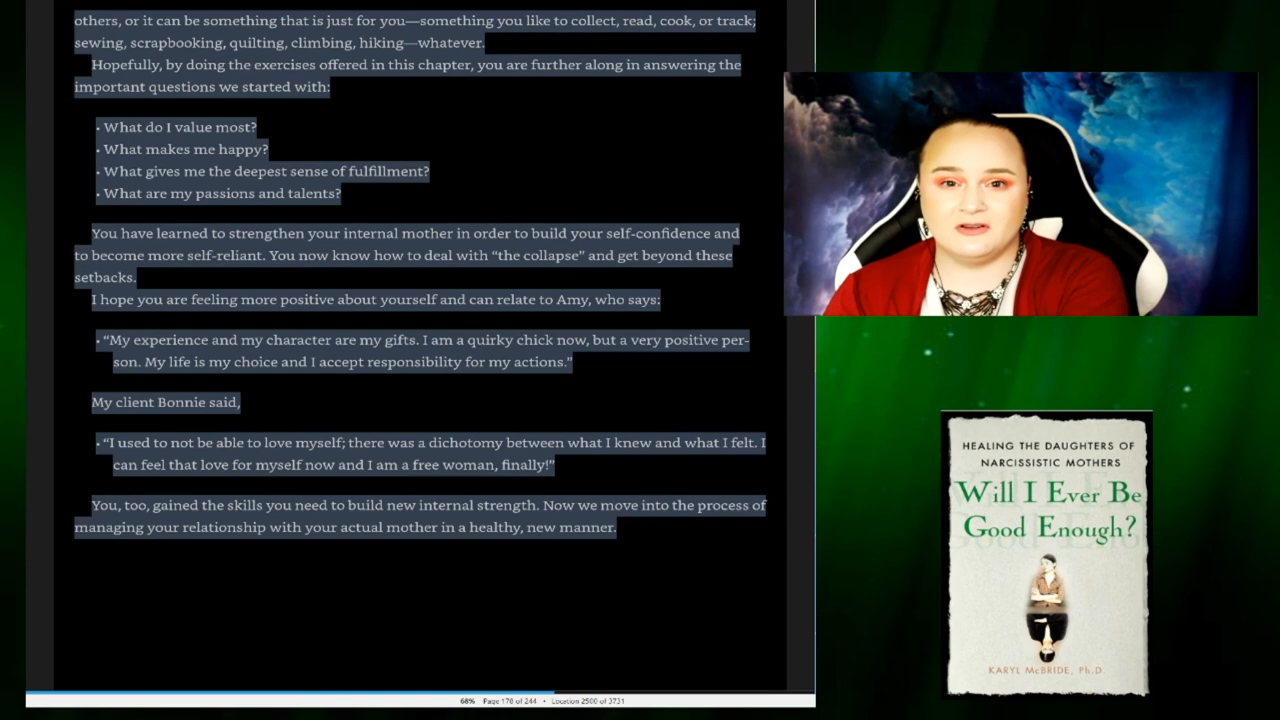 others, or it can be something that is just for you—something you like to collect, read, cook, or track;
sewing, scrapbooking, quilting, climbing, hiking—whatever.
Hopefully, by doing the exercises offered in this chapter, you are further along in answering the
important questions we started with:
• What do I value most?
• What makes me happy?
• What gives me the deepest sense of fulfillment?
• What are my passions and talents?
You have learned to strengthen your internal mother in order to build your self-confidence and
to become more self-reliant. You now know how to deal with “the collapse” and get beyond these
setbacks.
I hope you are feeling more positive about yourself and can relate to Amy, who says:
• “My experience and my character are my gifts. I am a quirky chick now, but a very positive per-
son. My life is my choice and I accept responsibility for my actions.”
My client Bonnie said,
• “I used to not be able to love myself; there was a dichotomy between what I knew and what I felt. I
can feel that love for myself now and I am a free woman, finally!”
You, too, gained the skills you need to build new internal strength. Now we move into the process of
managing your relationship with your actual mother in a healthy, new manner.
68% Page 178 of 244 • Location 2500 of 3731
HEALING THE DAUGHTERS OF
NARCISSISTIC MOTHERS
Will I Ever Be
Good Enough?
KARYL McBRIDE, Ph.D.